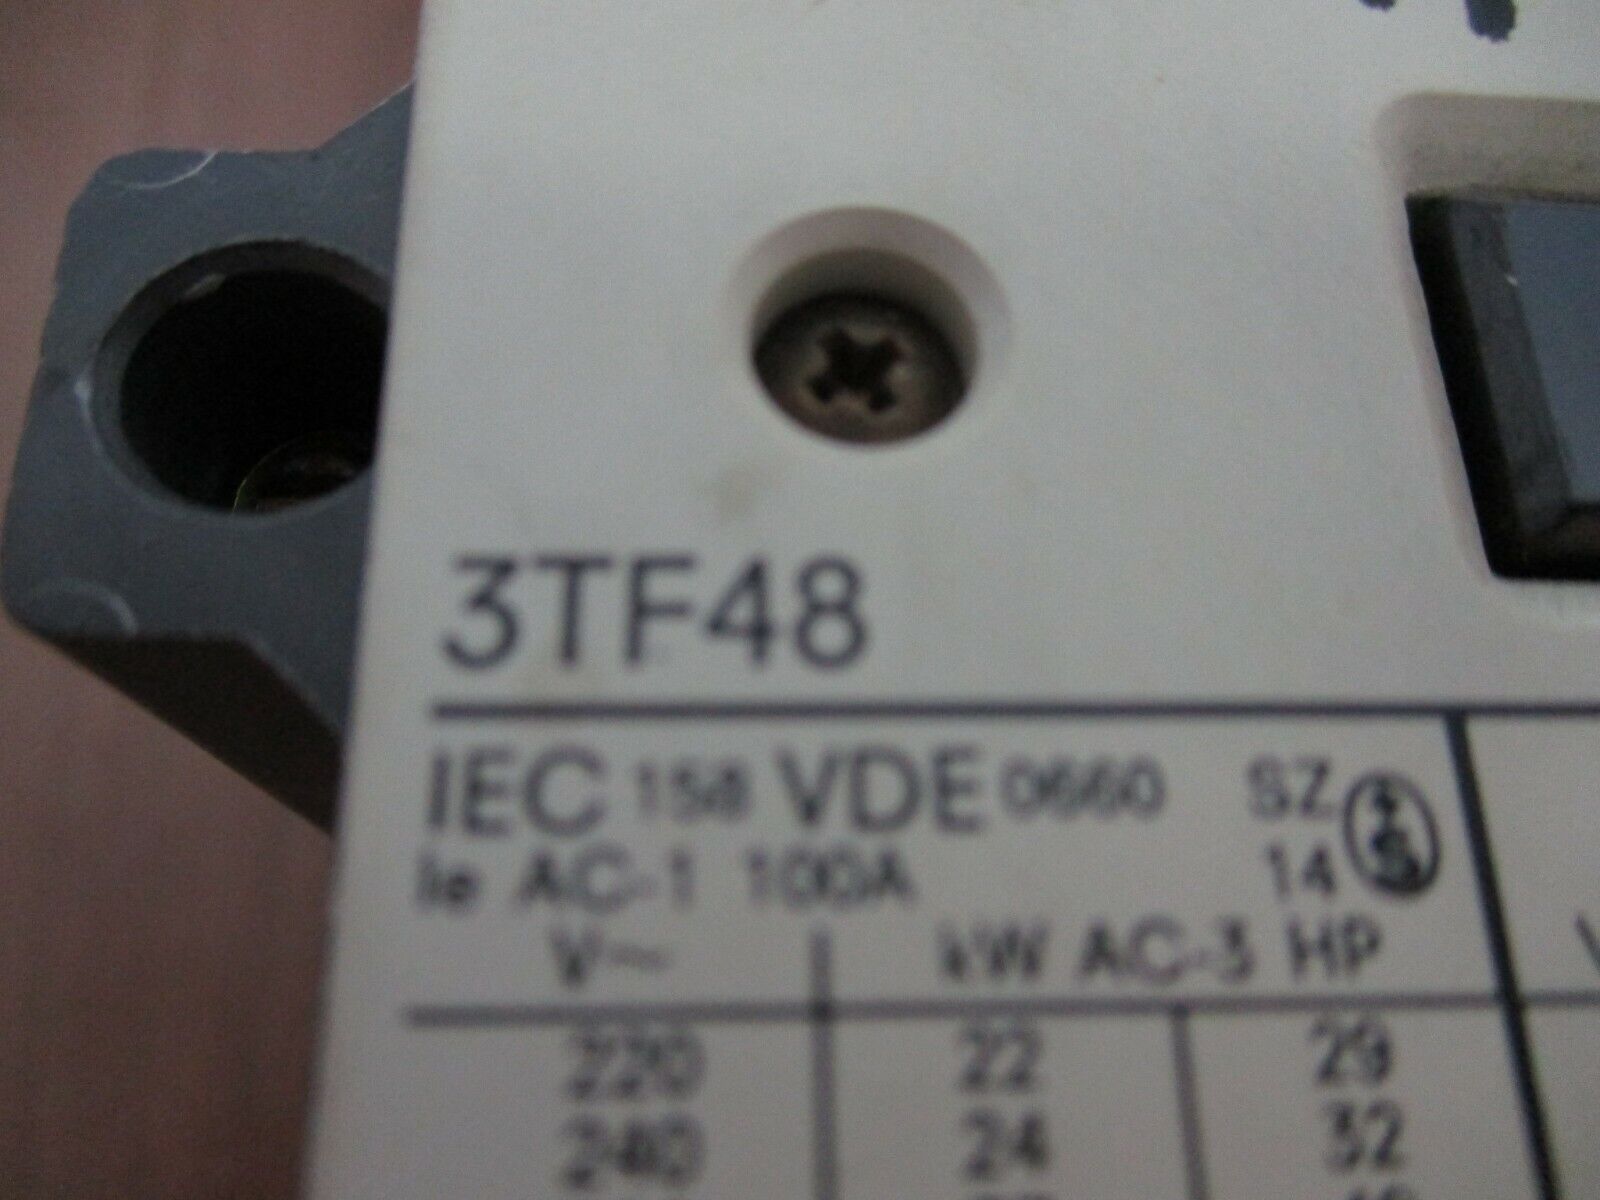 3TF48
IEC 158 VDE 0660 SZ
Ie AC-1 100A 14
V~ kW AC-3 HP
220 22 29
240 24 32